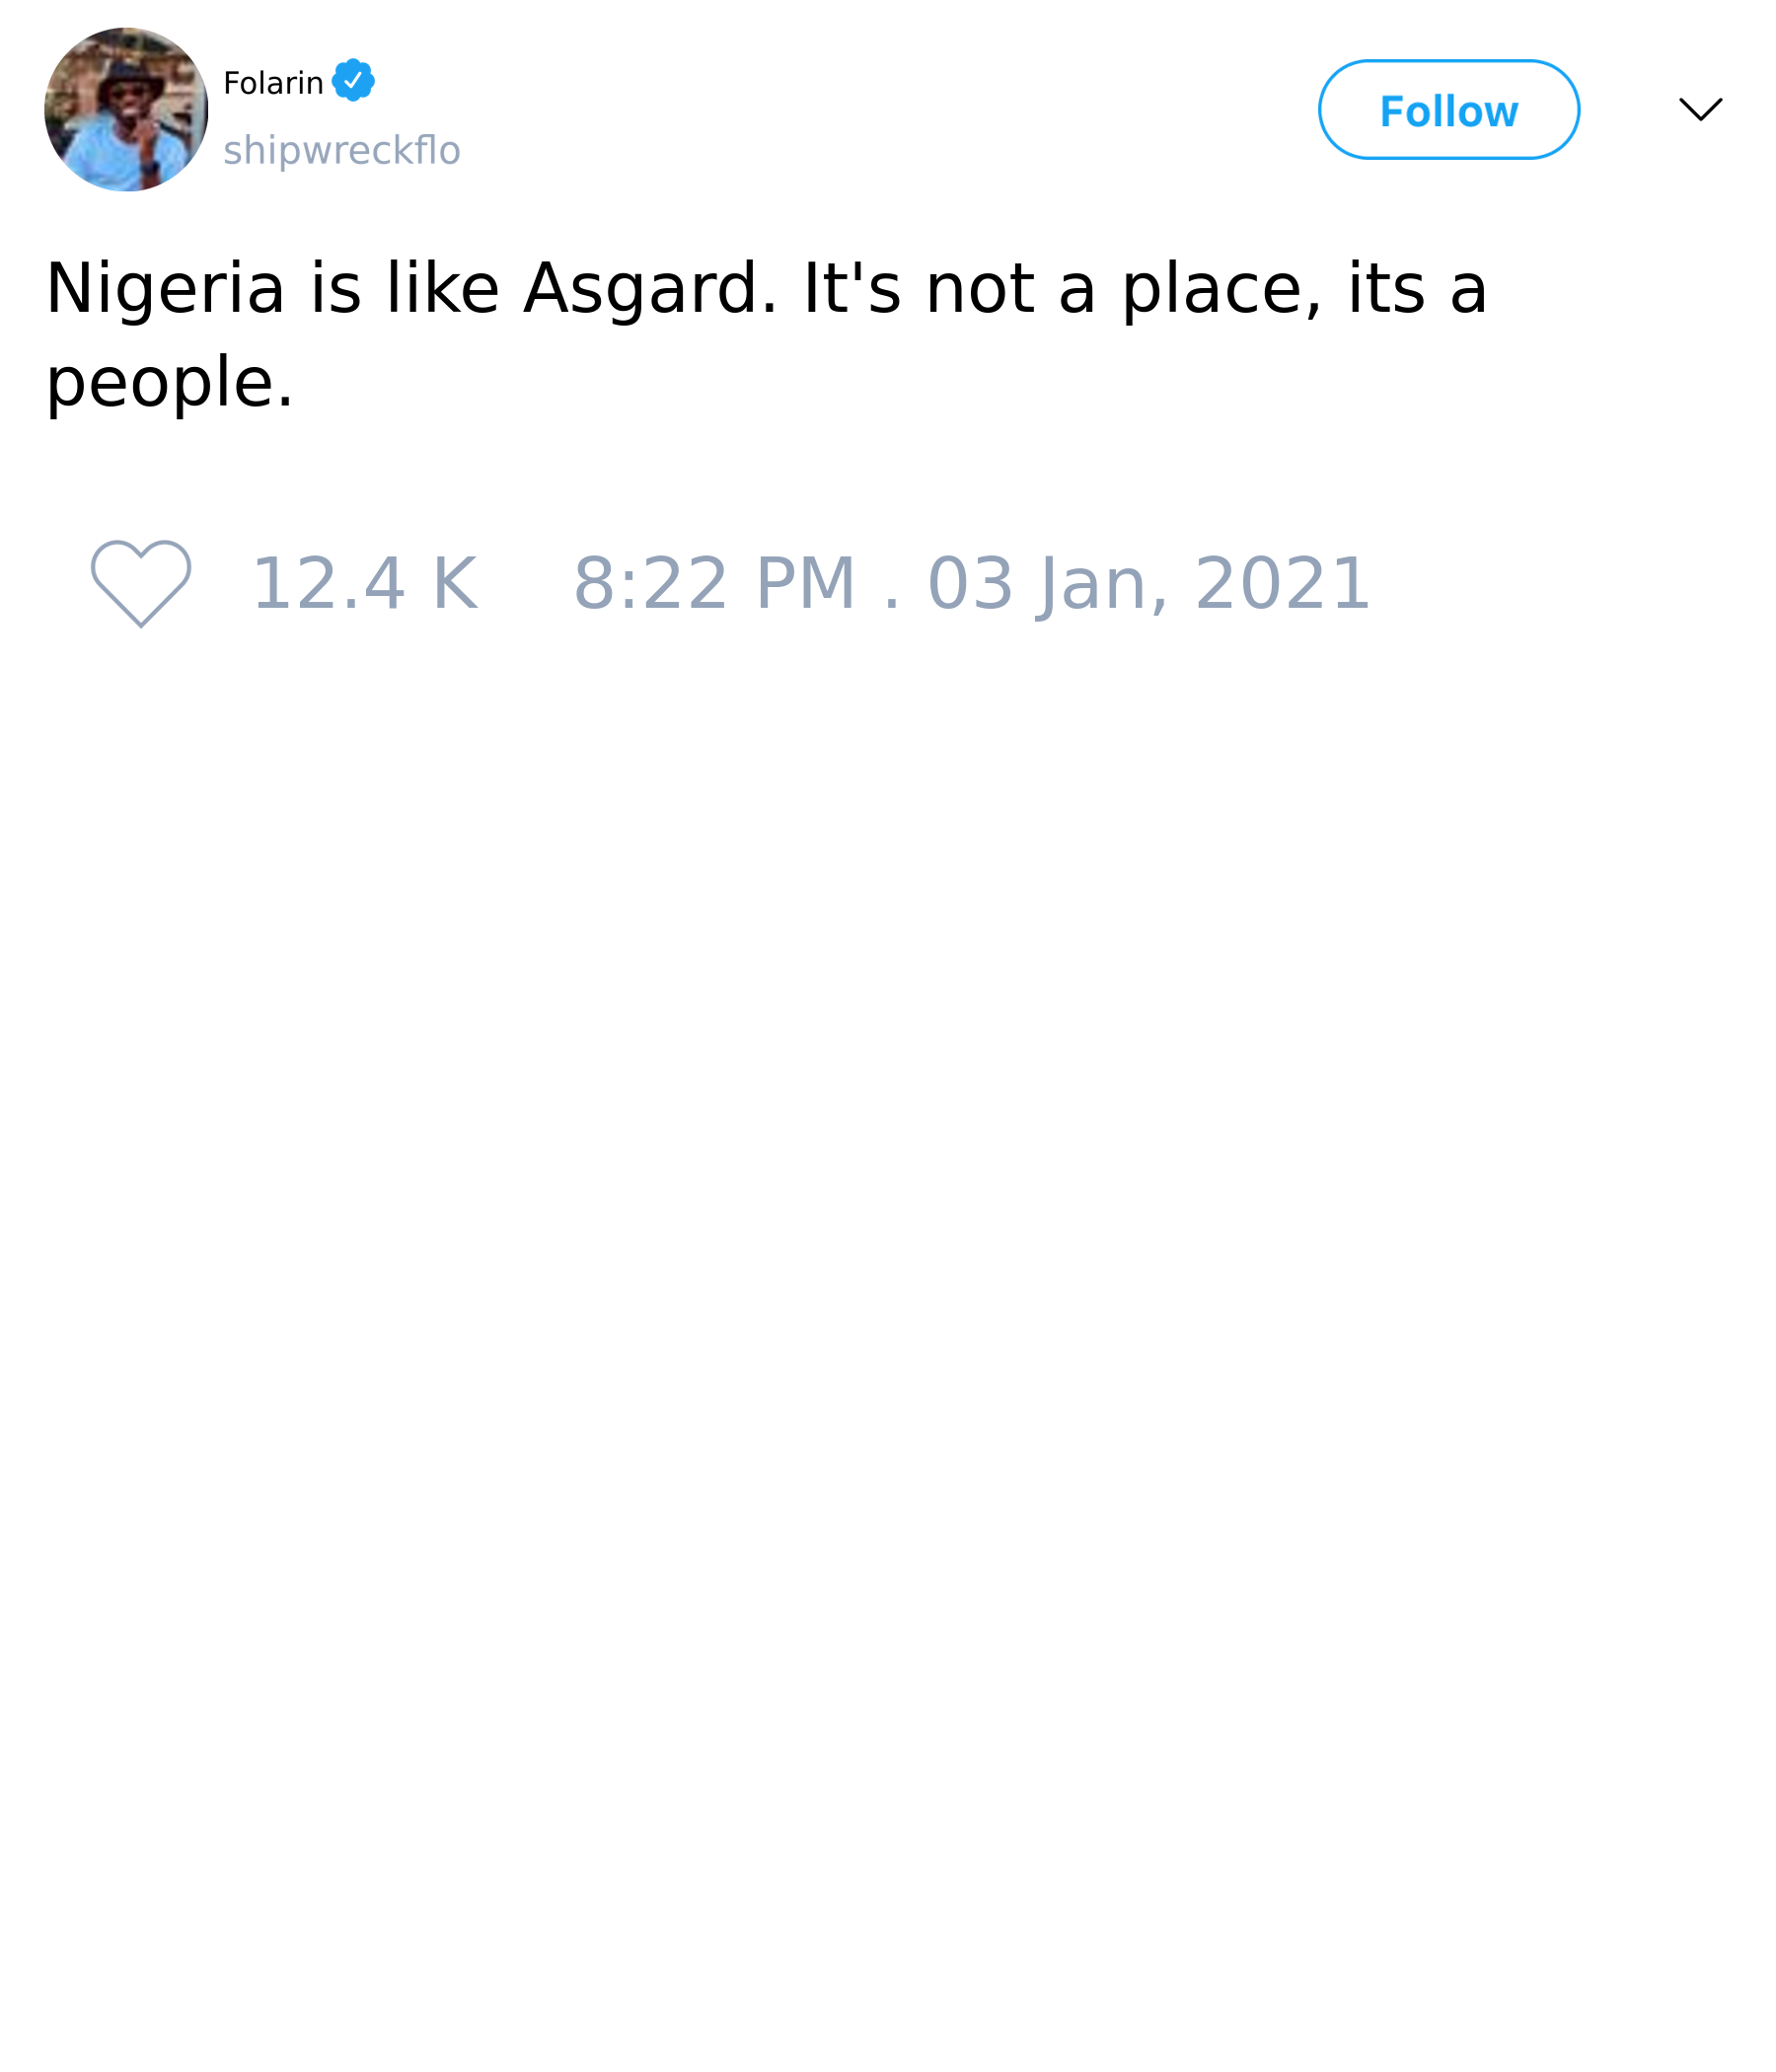 Folarin
shipwreckflo
Follow
Nigeria is like Asgard. It's not a place, its a
people.
12.4 K 8:22 PM . 03 Jan, 2021